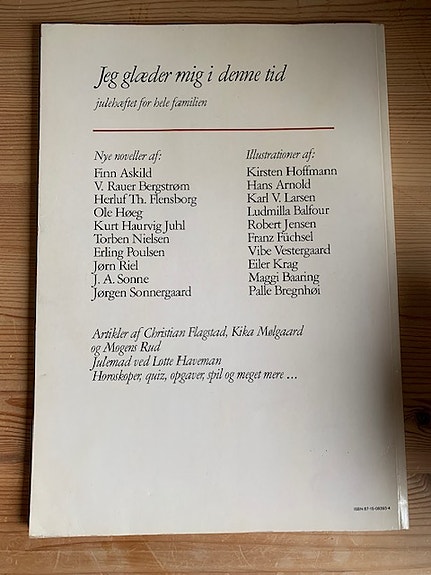 Jeg glæder mig i denne tid
julehæftet for hele familien
Nye noveller af:
Finn Askild
V. Rauer Bergstrøm
Herluf Th. Flensborg
Ole Høeg
Kurt Haurvig Juhl
Torben Nielsen
Erling Poulsen
Jørn Riel
J. A. Sonne
Jørgen Sonnergaard
Illustrationer af:
Kirsten Hoffmann
Hans Arnold
Karl V. Larsen
Ludmilla Balfour
Robert Jensen
Franz Füchsel
Vibe Vestergaard
Eiler Krag
Maggi Baaring
Palle Bregnhøi
Artikler af Christian Flagstad, Kika Mølgaard
og Mogens Rud
Julemad ved Lotte Haveman
Horoskoper, quiz, opgaver, spil og meget mere ...